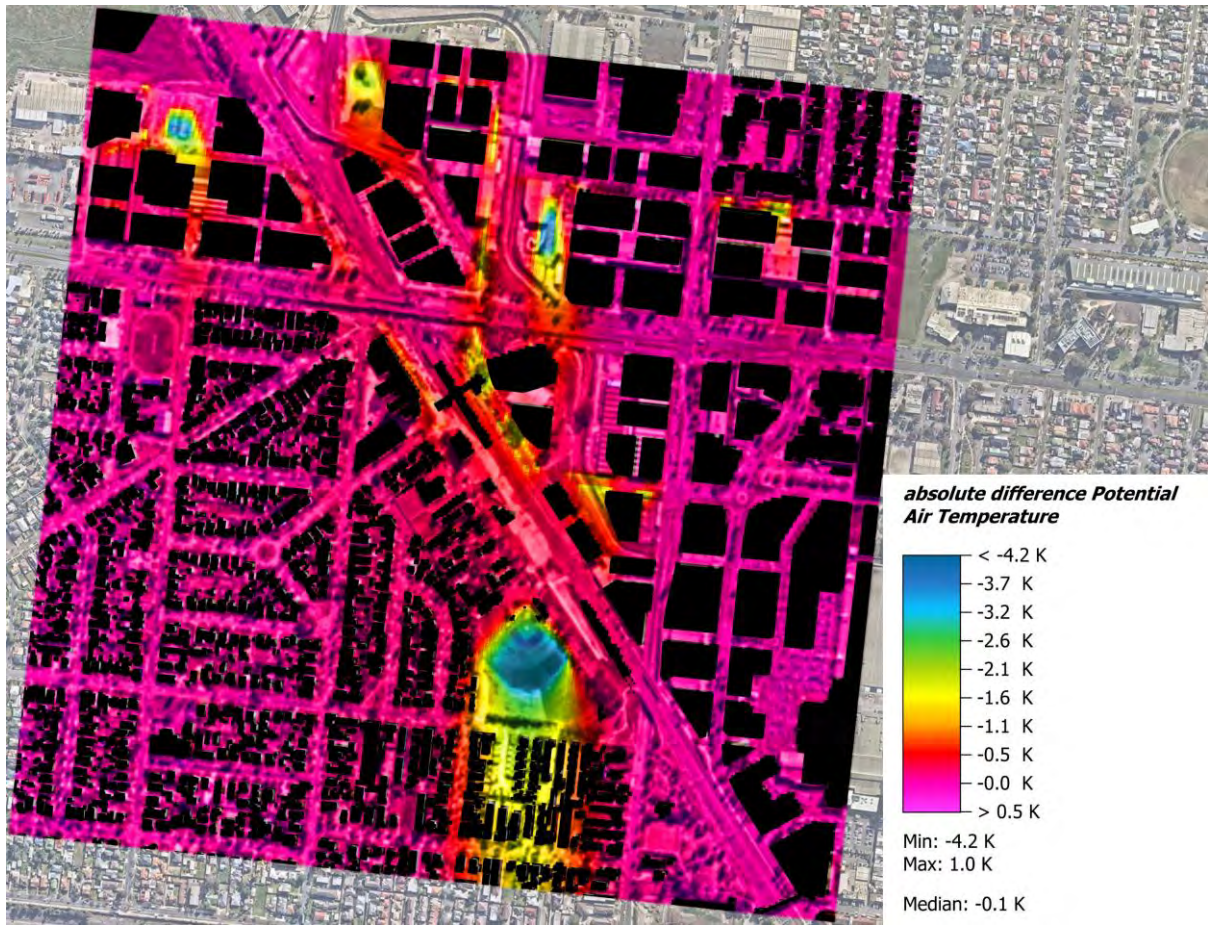 absolute difference Potential
Air Temperature
< -4.2 K
-3.7 K
-3.2 K
-2.6 K
-2.1 K
-1.6 K
-1.1 K
-0.5 K
-0.0 K
> 0.5 K
Min: -4.2 K
Max: 1.0 K
Median: -0.1 K